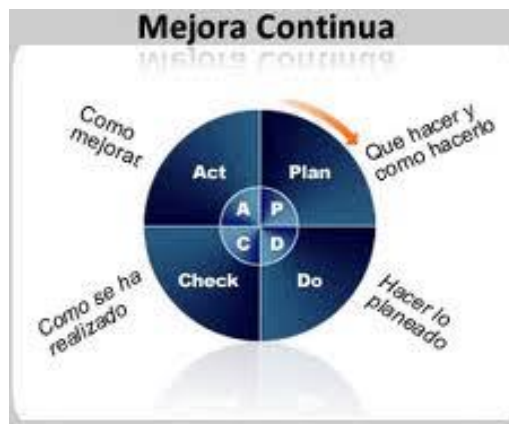 Mejora Continua
Como
mejorar
Que hacer y
como hacerlo
Act
Plan
A
P
C
D
Check
Do
Como se ha
realizado
Hacer lo
planeado